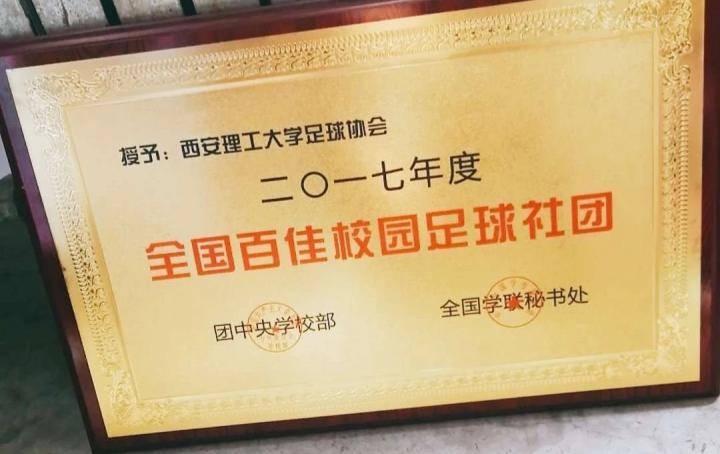 授予：西安理工大学足球协会
二〇一七年度
全国百佳校园足球社团
团中央学校部
全国学联秘书处